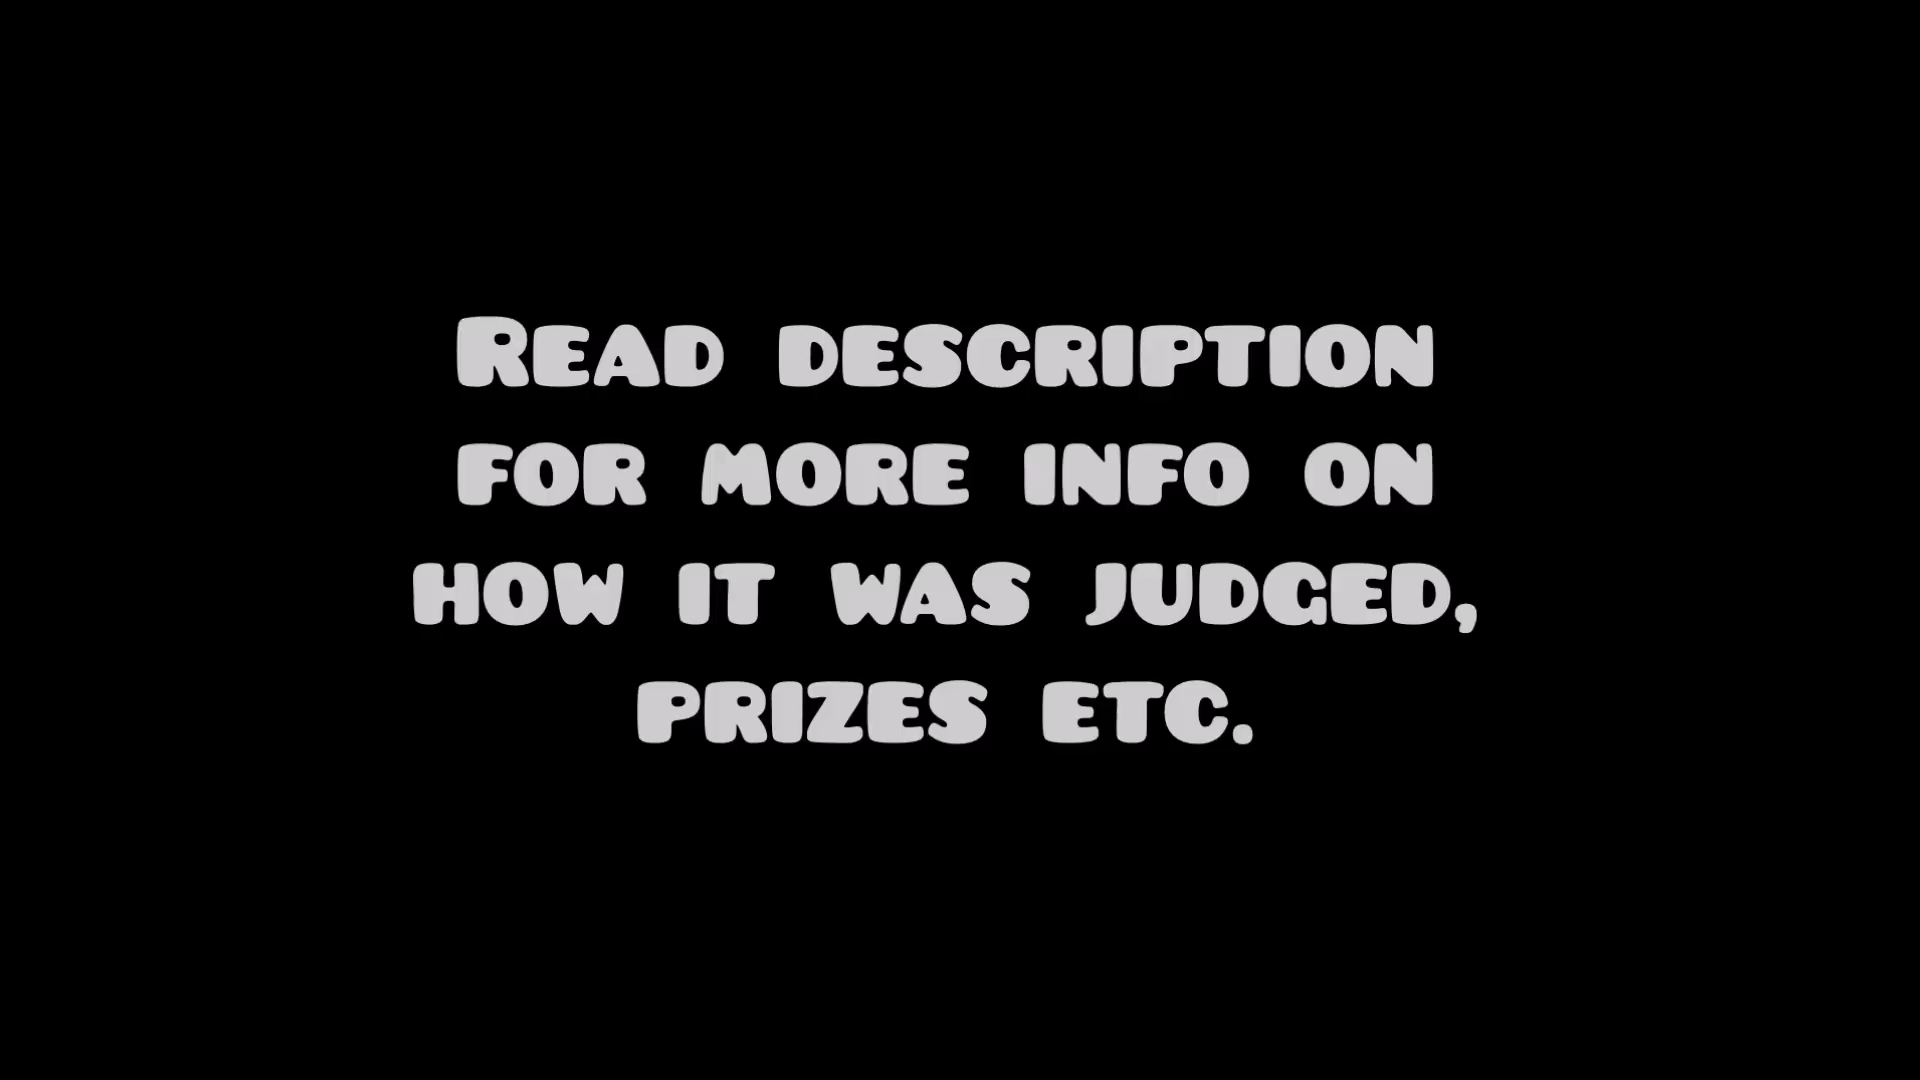 Read description
for more info on
how it was judged,
prizes etc.